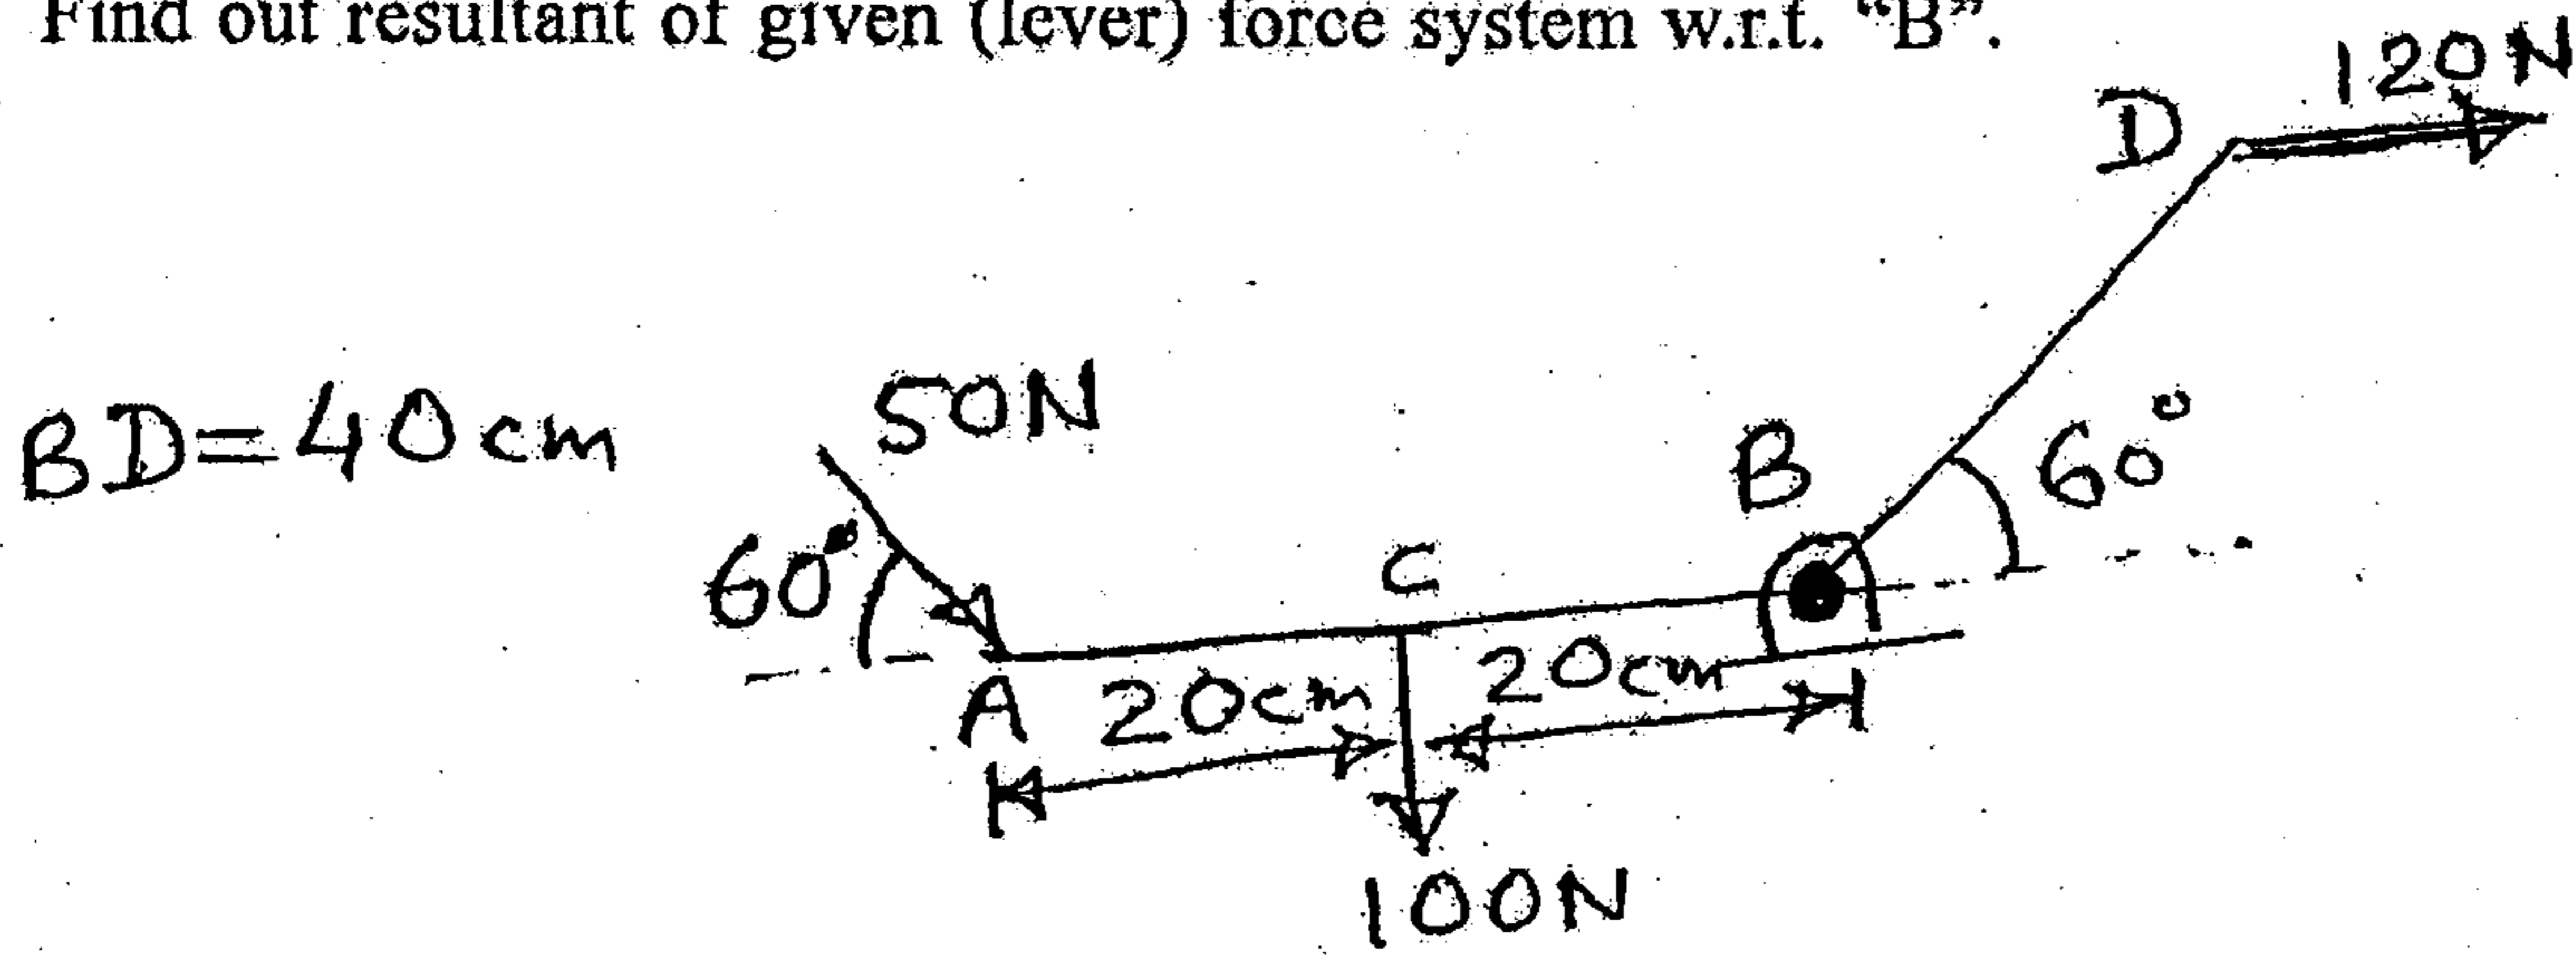 Find out resultant of given (lever) force system w.r.t. "B".
120N
D
50N
BD=40cm
B
60°
60°
C
A
20cm
20cm
100N